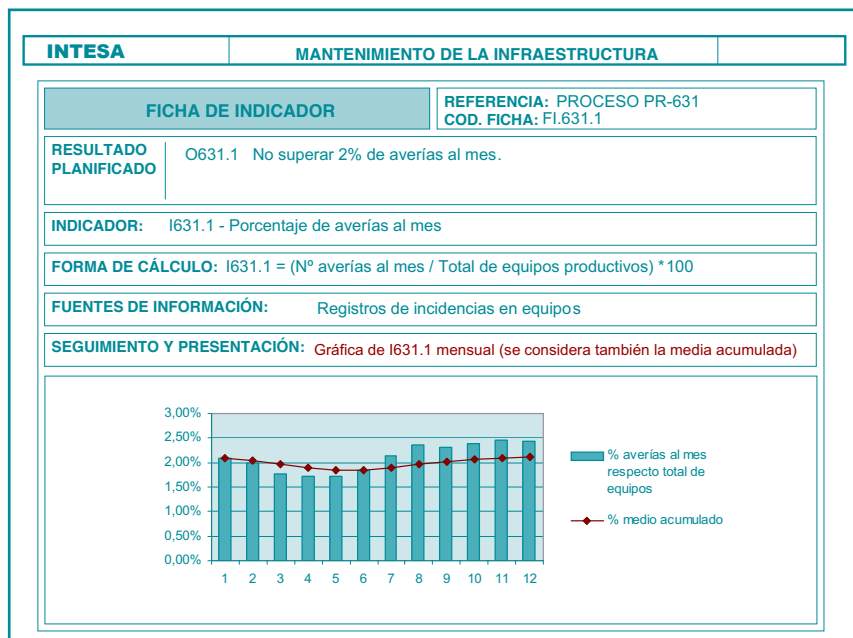 INTESA
MANTENIMIENTO DE LA INFRAESTRUCTURA
FICHA DE INDICADOR
REFERENCIA: PROCESO PR-631
COD. FICHA: FI.631.1
RESULTADO
PLANIFICADO
O631.1 No superar 2% de averías al mes.
INDICADOR: I631.1 - Porcentaje de averías al mes
FORMA DE CÁLCULO: I631.1 = (Nº averías al mes / Total de equipos productivos) *100
FUENTES DE INFORMACIÓN: Registros de incidencias en equipos
SEGUIMIENTO Y PRESENTACIÓN: Gráfica de I631.1 mensual (se considera también la media acumulada)
3,00%
2,50%
2,00%
1,50%
1,00%
0,50%
0,00%
1 2 3 4 5 6 7 8 9 10 11 12
% averías al mes
respecto total de
equipos
% medio acumulado